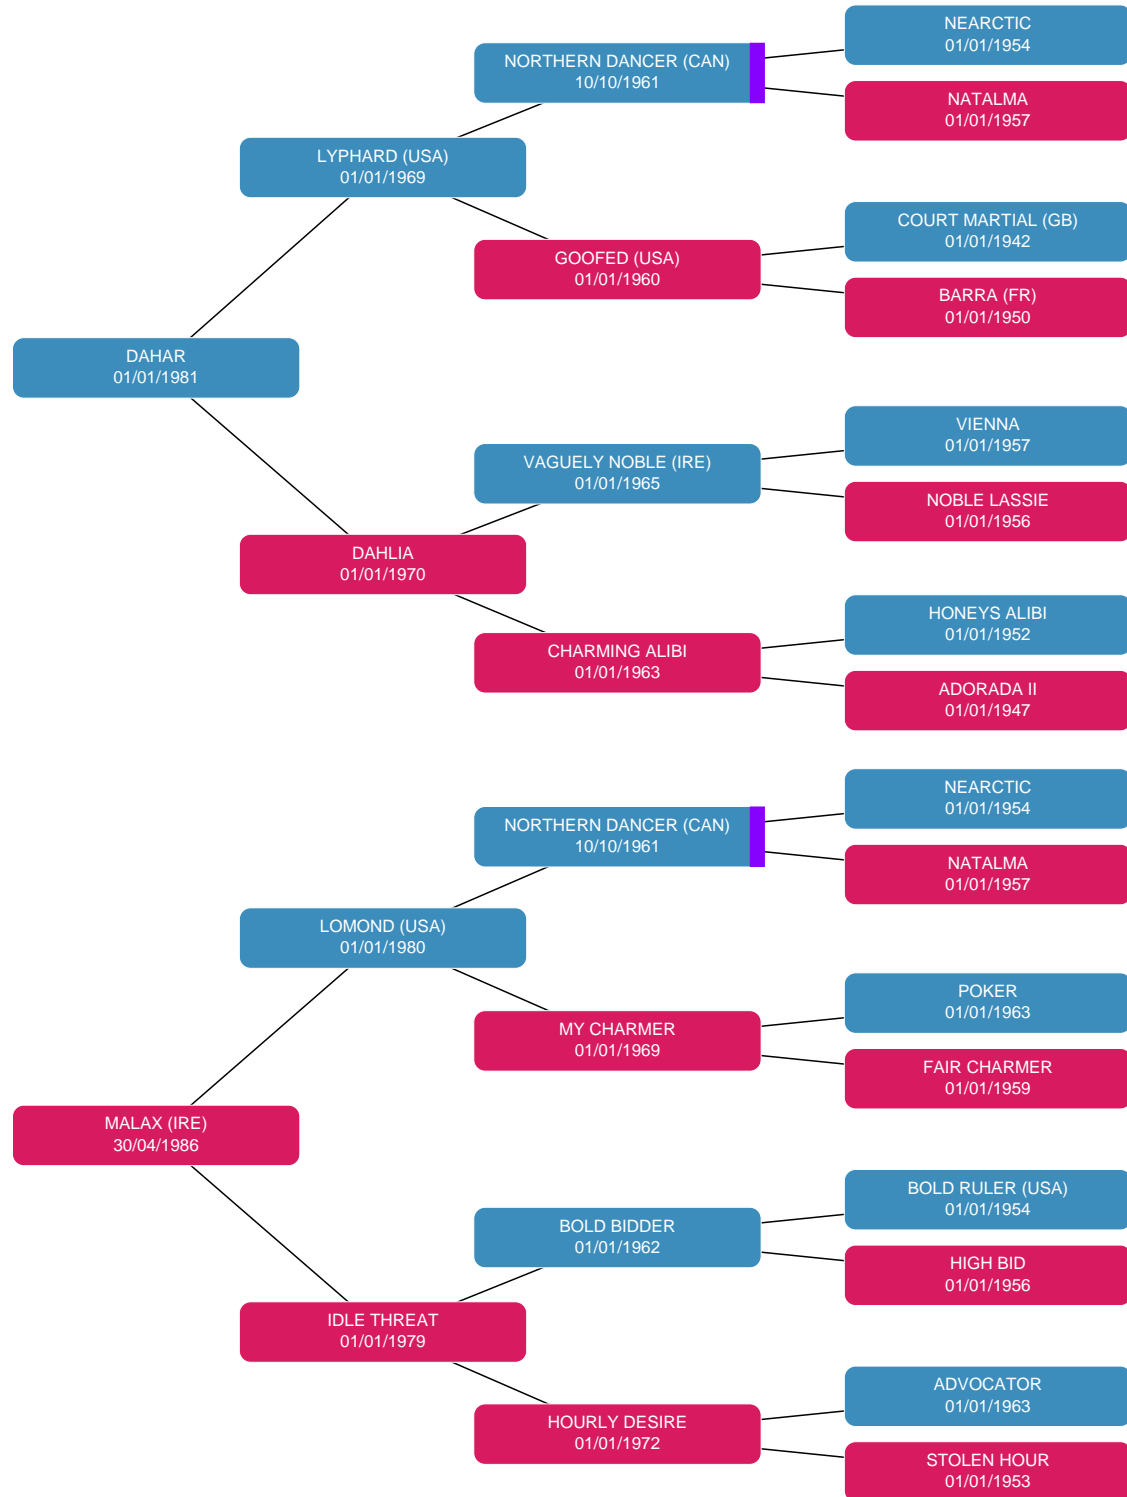 NEARCTIC
01/01/1954
NORTHERN DANCER (CAN)
10/10/1961
NATALMA
01/01/1957
LYPHARD (USA)
01/01/1969
COURT MARTIAL (GB)
01/01/1942
GOOFED (USA)
01/01/1960
BARRA (FR)
01/01/1950
DAHAR
01/01/1981
VIENNA
01/01/1957
VAGUELY NOBLE (IRE)
01/01/1965
NOBLE LASSIE
01/01/1956
DAHLIA
01/01/1970
HONEYS ALIBI
01/01/1952
CHARMING ALIBI
01/01/1963
ADORADA II
01/01/1947
NEARCTIC
01/01/1954
NORTHERN DANCER (CAN)
10/10/1961
NATALMA
01/01/1957
LOMOND (USA)
01/01/1980
POKER
01/01/1963
MY CHARMER
01/01/1969
FAIR CHARMER
01/01/1959
MALAX (IRE)
30/04/1986
BOLD RULER (USA)
01/01/1954
BOLD BIDDER
01/01/1962
HIGH BID
01/01/1956
IDLE THREAT
01/01/1979
ADVOCATOR
01/01/1963
HOURLY DESIRE
01/01/1972
STOLEN HOUR
01/01/1953